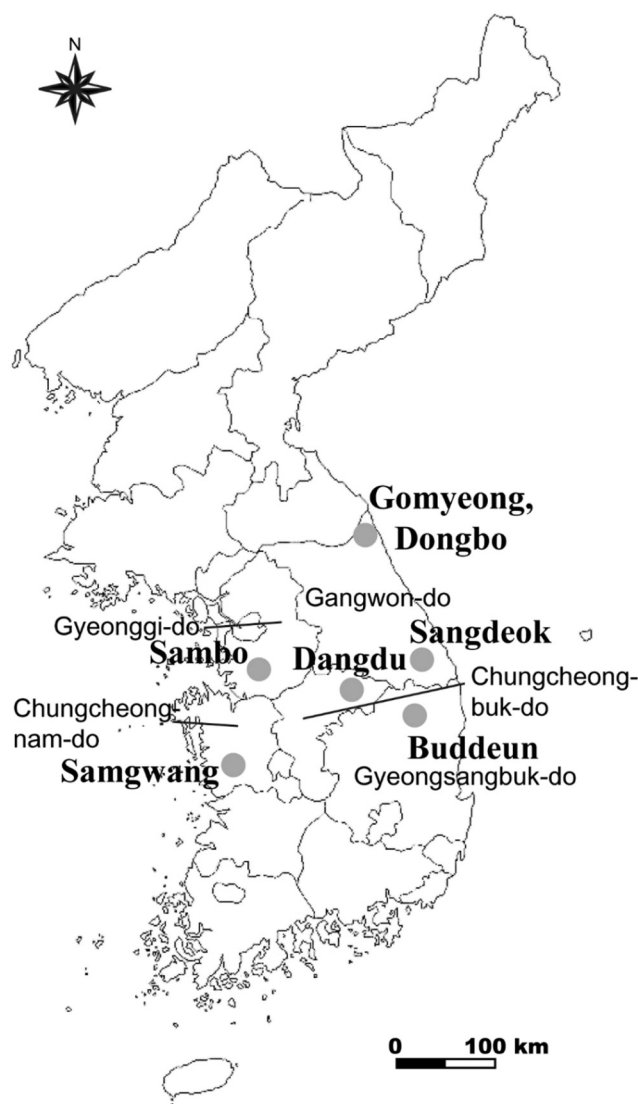 N
Gomyeong,
Dongbo
Gangwon-do
Gyeonggi-do
Sambo
Dangdu
Sangdeok
Chungcheong-
buk-do
Chungcheong-
nam-do
Samgwang
Buddeun
Gyeongsangbuk-do
0 100 km